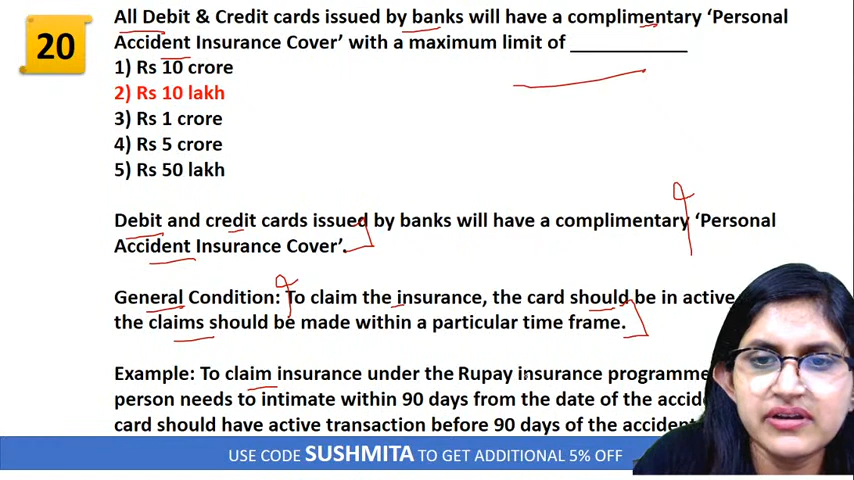 20
All Debit & Credit cards issued by banks will have a complimentary ‘Personal
Accident Insurance Cover’ with a maximum limit of ___________
1) Rs 10 crore
2) Rs 10 lakh
3) Rs 1 crore
4) Rs 5 crore
5) Rs 50 lakh
Debit and credit cards issued by banks will have a complimentary ‘Personal
Accident Insurance Cover’.
General Condition: To claim the insurance, the card should be in active
the claims should be made within a particular time frame.
Example: To claim insurance under the Rupay insurance programme
person needs to intimate within 90 days from the date of the
card should have active transaction before 90 days of the accident
USE CODE SUSHMITA TO GET ADDITIONAL 5% OFF